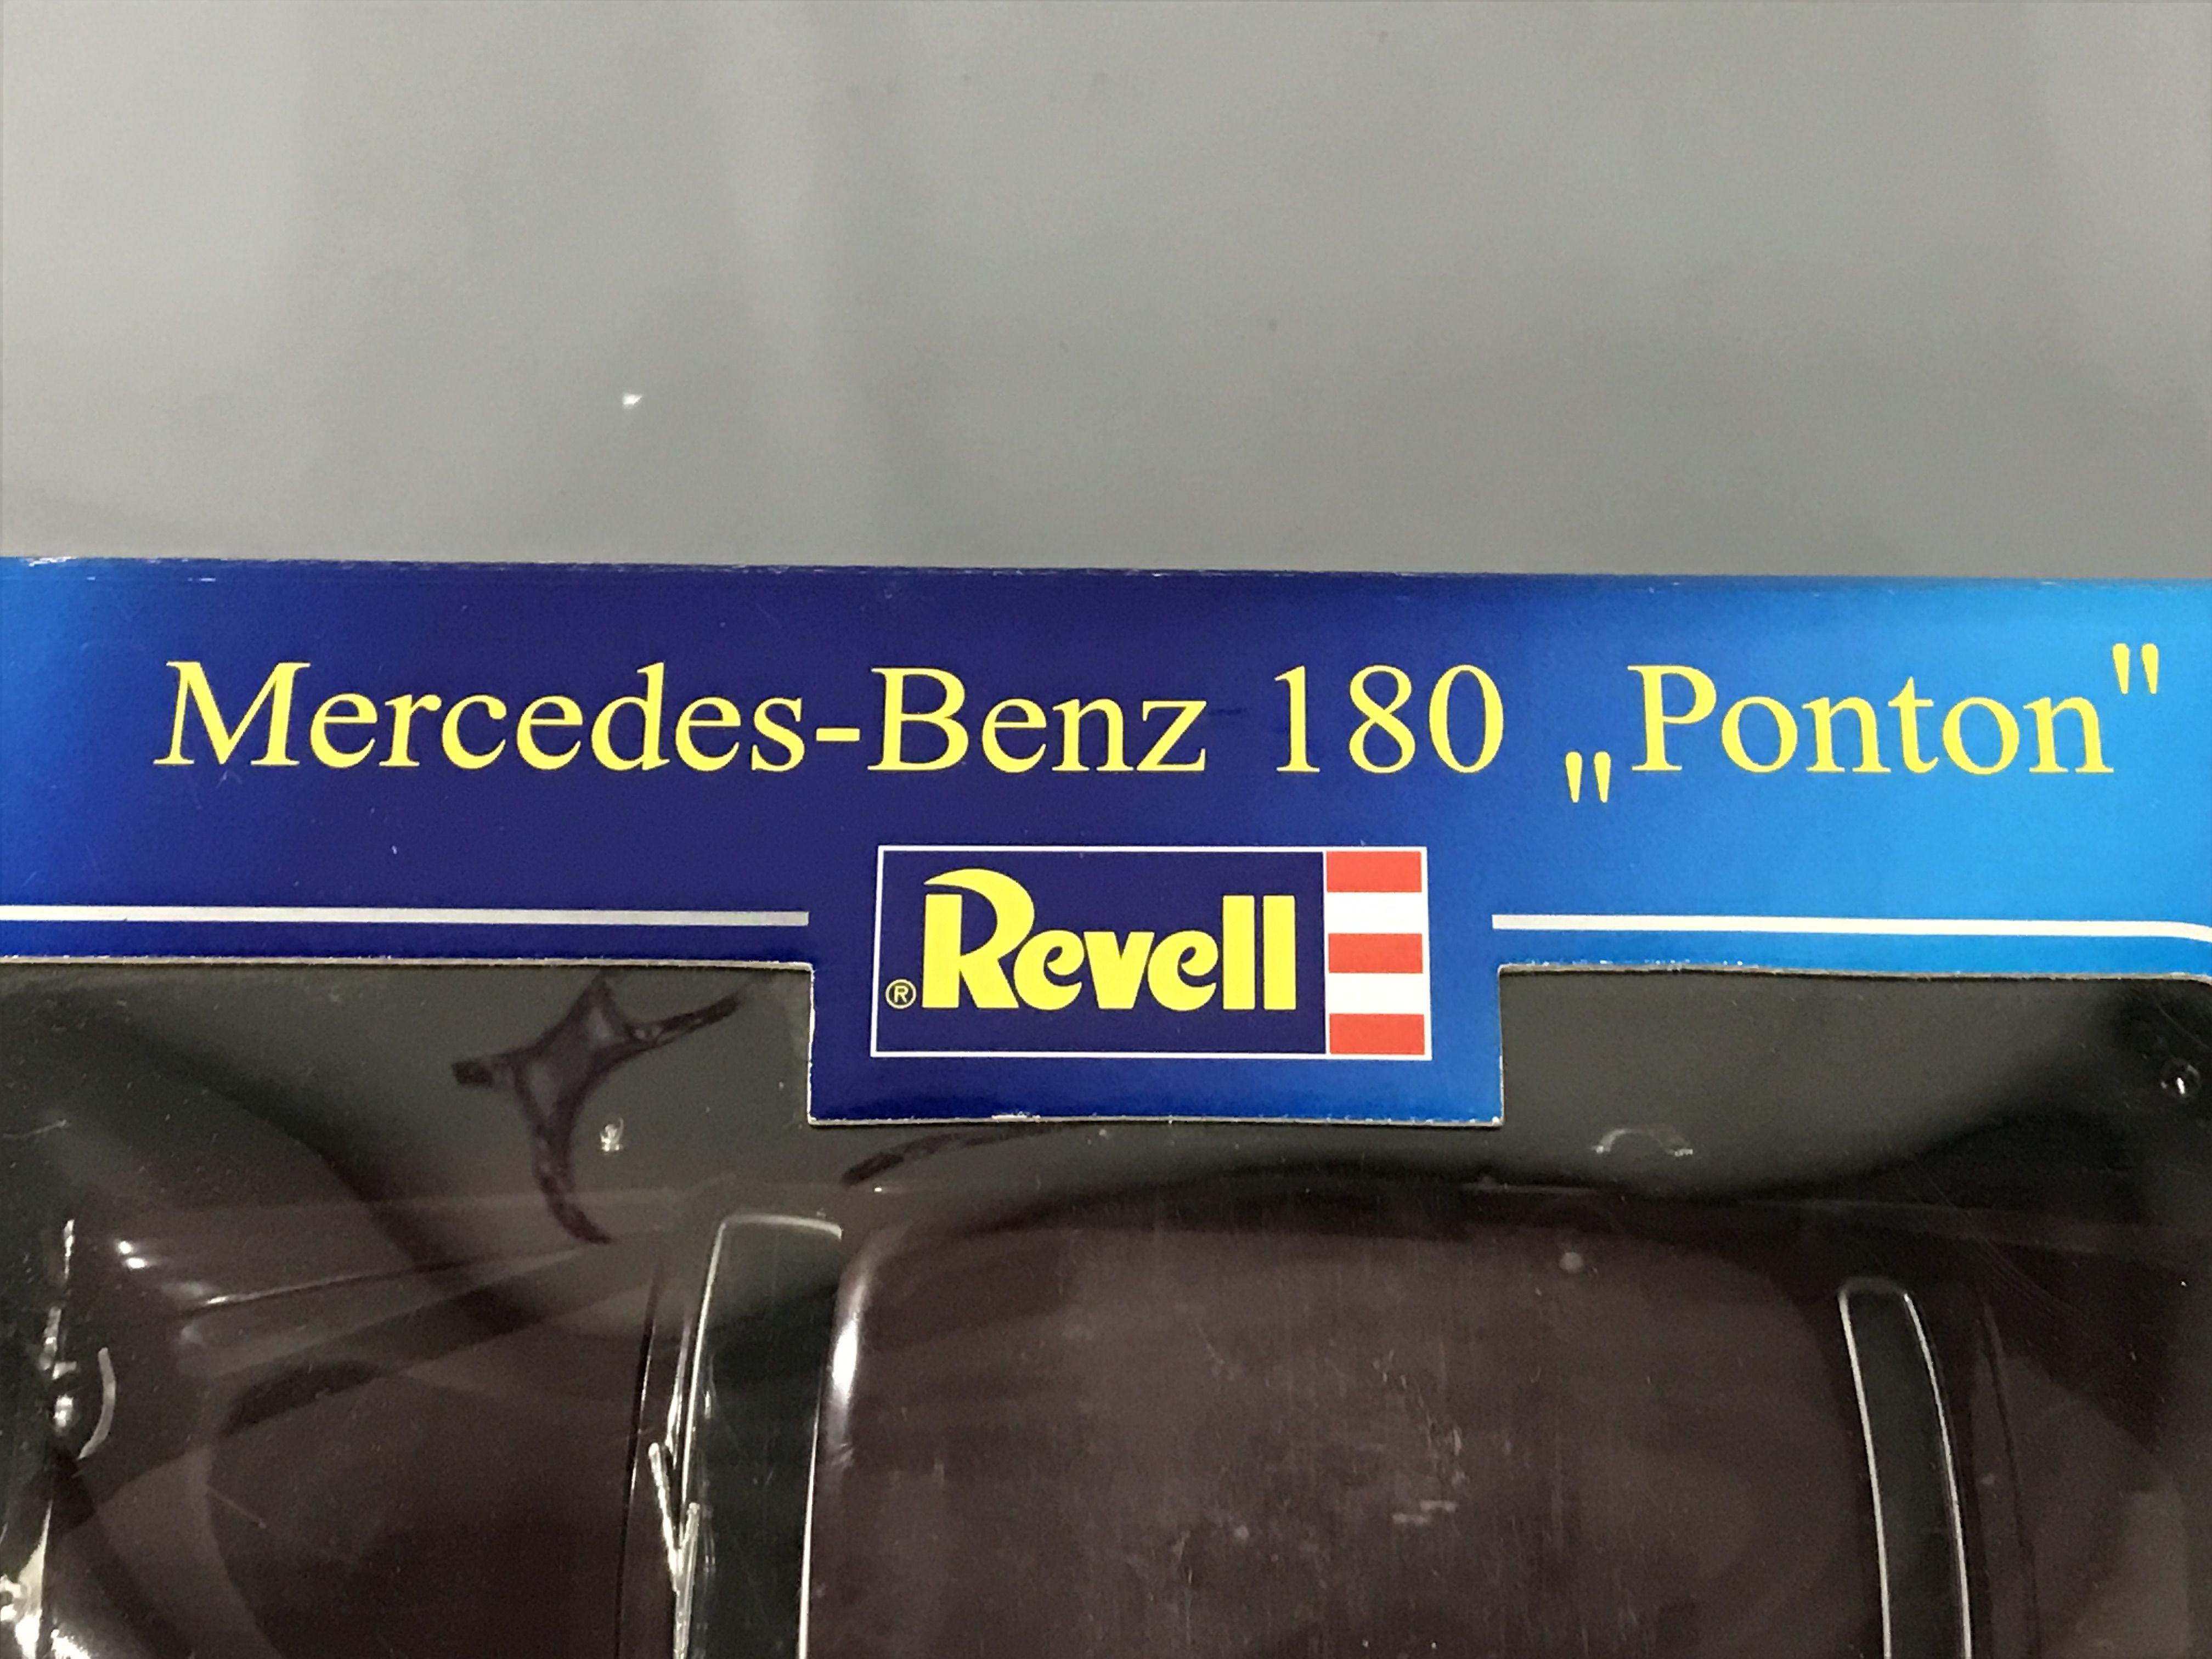 Mercedes-Benz 180 „Ponton"
®Revell